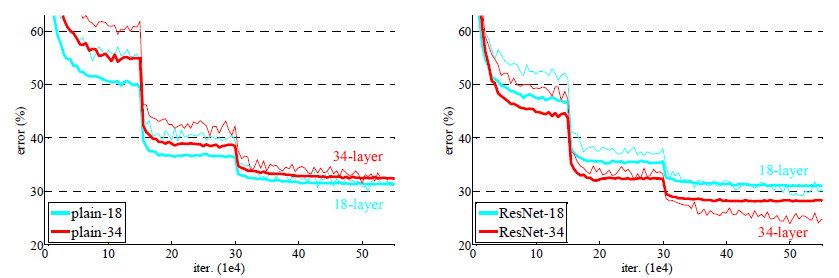 60
50
40
30
20
error (%)
34-layer
18-layer
plain-18
plain-34
0
10
20
30
40
50
iter. (1e4)
60
50
40
30
20
error (%)
18-layer
34-layer
ResNet-18
ResNet-34
0
10
20
30
40
50
iter. (1e4)